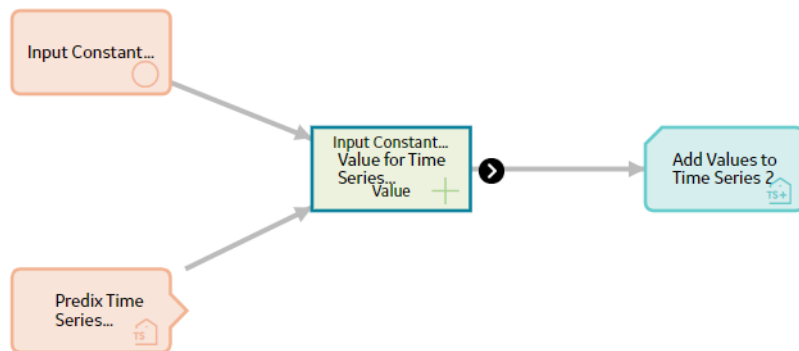 Input Constant...
Input Constant...
Value for Time
Series...
Value
Add Values to
Time Series 2
TS+
Predix Time
Series...
TS